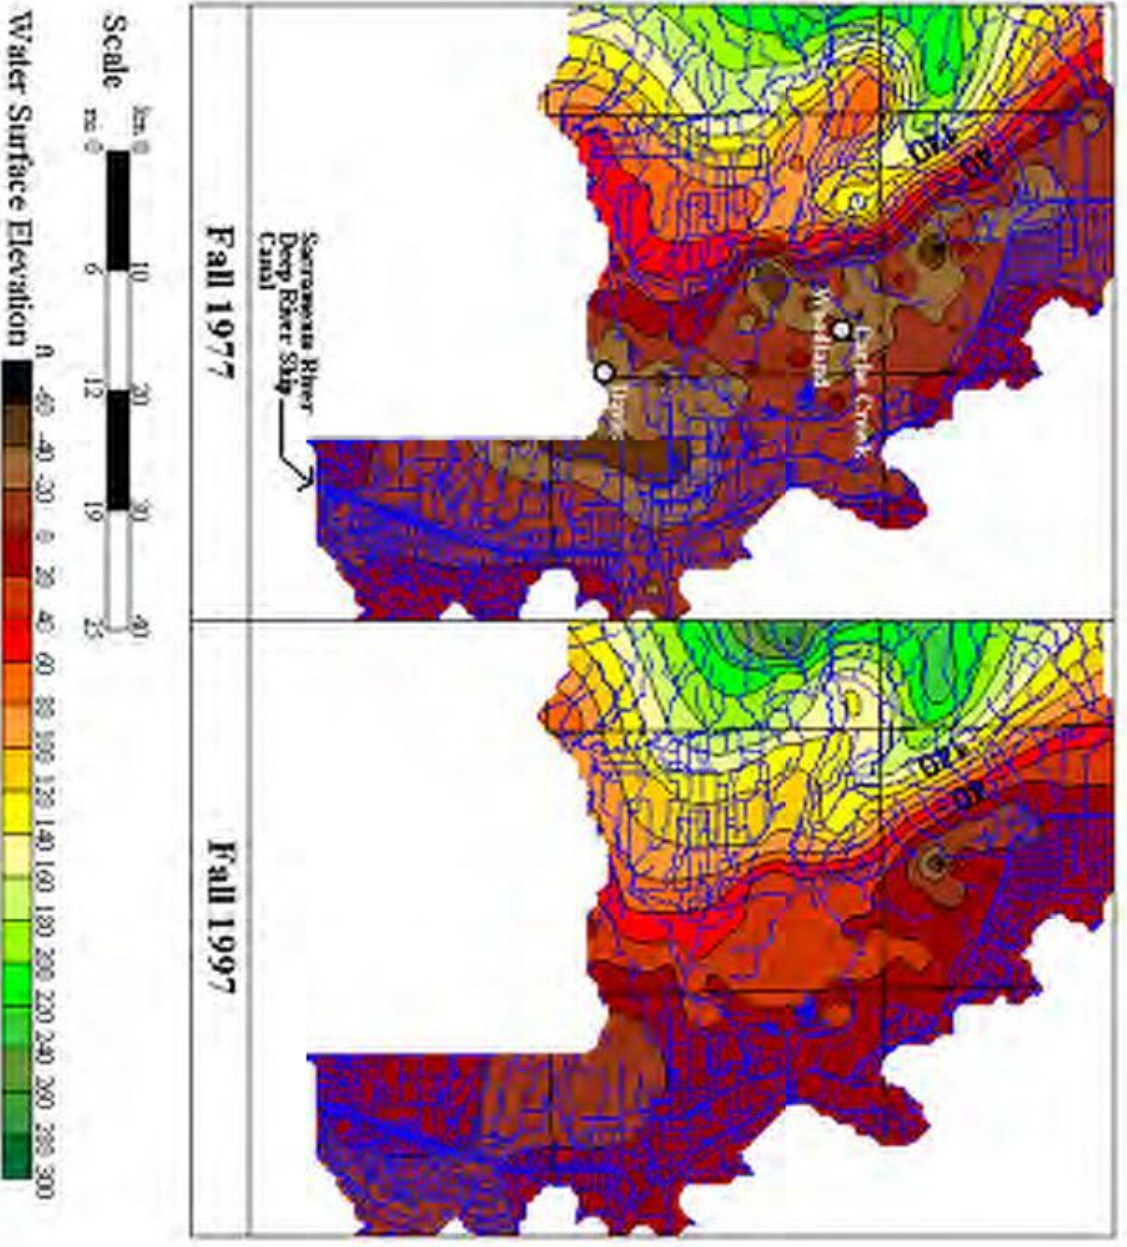 140
40
Cache Creek
Woodland
Sacramento River
Deep River Ship
Canal
Fall 1977
140
40
Fall 1997
km 0 10 20 30 40
Scale
mi 0 6 12 19 25
Water Surface Elevation
ft -60 -40 -20 0 20 40 60 80 100 120 140 160 180 200 220 240 260 280 300